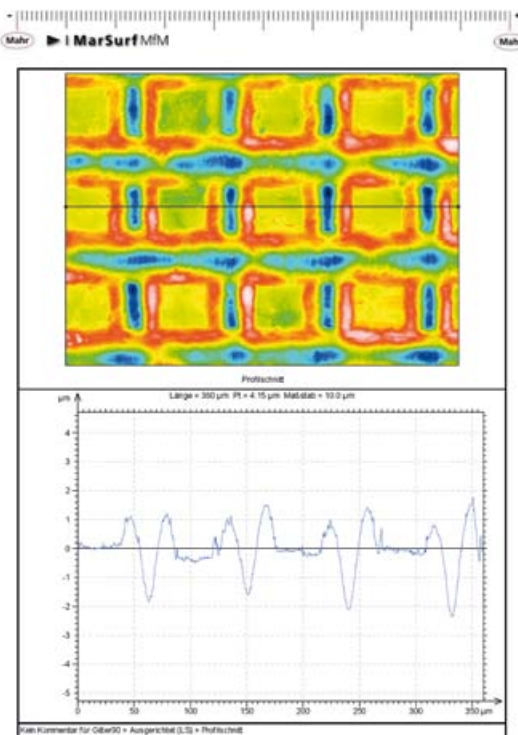 Mahr MarSurf MfM Mahr
Profilschnitt
Länge = 360 µm Pt = 4.15 µm Maßstab = 10.0 µm
µm
4
3
2
1
0
-1
-2
-3
-4
-5
0 50 100 150 200 250 300 350 µm
Kein Kommentar für + Ausgerichtet (LS) + Profilschnitt